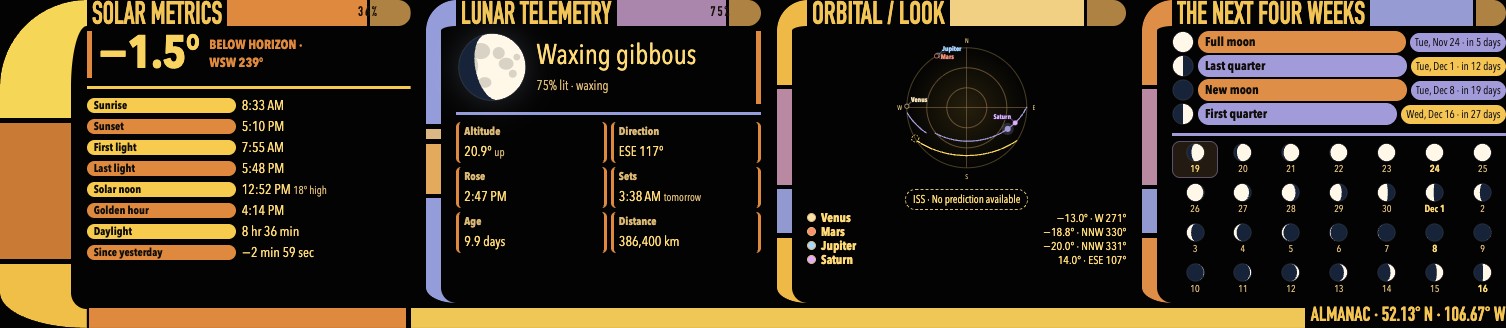 SOLAR METRICS
−1.5°
BELOW HORIZON ·
WSW 239°
Sunrise 8:33 AM
Sunset 5:10 PM
First light 7:55 AM
Last light 5:48 PM
Solar noon 12:52 PM 18° high
Golden hour 4:14 PM
Daylight 8 hr 36 min
Since yesterday −2 min 59 sec
LUNAR TELEMETRY
Waxing gibbous
75% lit · waxing
Altitude
20.9° up
Direction
ESE 117°
Rose
2:47 PM
Sets
3:38 AM tomorrow
Age
9.9 days
Distance
386,400 km
ORBITAL / LOOK
N
Jupiter
Mars
Venus
W
E
Saturn
S
ISS · No prediction available
Venus −13.0° · W 271°
Mars −18.8° · NNW 330°
Jupiter −20.0° · NNW 331°
Saturn 14.0° · ESE 107°
THE NEXT FOUR WEEKS
Full moon Tue, Nov 24 · in 5 days
Last quarter Tue, Dec 1 · in 12 days
New moon Tue, Dec 8 · in 19 days
First quarter Wed, Dec 16 · in 27 days
19 20 21 22 23 24 25
26 27 28 29 30 Dec 1 2
3 4 5 6 7 8 9
10 11 12 13 14 15 16
ALMANAC · 52.13° N · 106.67° W